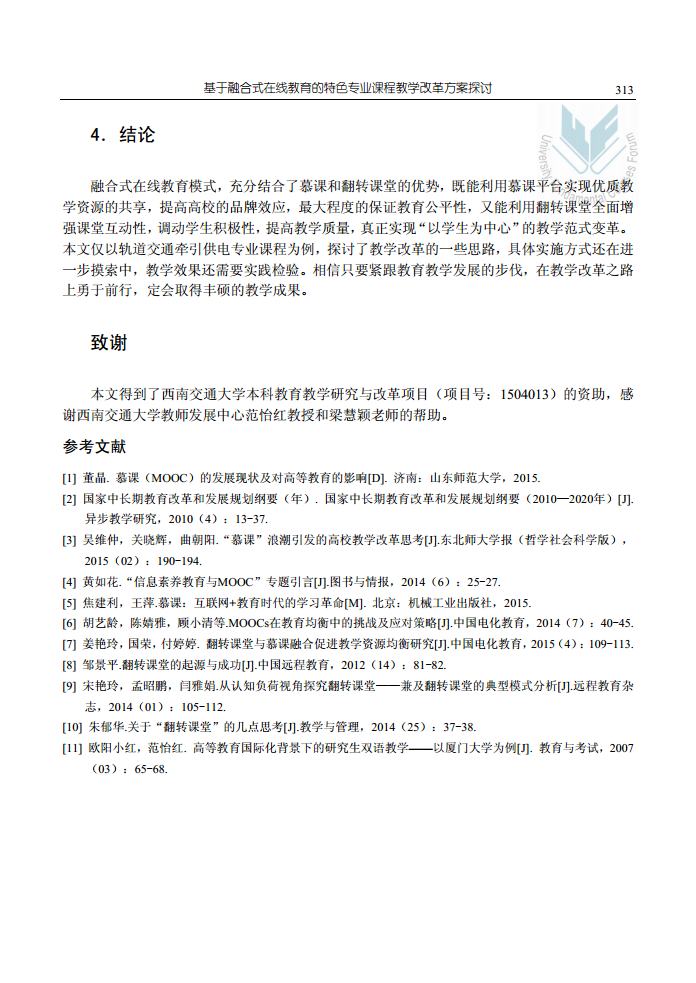 基于融合式在线教育的特色专业课程教学改革方案探讨
313
4．结论
融合式在线教育模式，充分结合了慕课和翻转课堂的优势，既能利用慕课平台实现优质教
学资源的共享，提高高校的品牌效应，最大程度的保证教育公平性，又能利用翻转课堂全面增
强课堂互动性，调动学生积极性，提高教学质量，真正实现“以学生为中心”的教学范式变革。
本文仅以轨道交通牵引供电专业课程为例，探讨了教学改革的一些思路，具体实施方式还在进
一步摸索中，教学效果还需要实践检验。相信只要紧跟教育教学发展的步伐，在教学改革之路
上勇于前行，定会取得丰硕的教学成果。
致谢
本文得到了西南交通大学本科教育教学研究与改革项目（项目号：1504013）的资助，感
谢西南交通大学教师发展中心范怡红教授和梁慧颖老师的帮助。
参考文献
[1] 董晶. 慕课（MOOC）的发展现状及对高等教育的影响[D]. 济南：山东师范大学，2015.
[2] 国家中长期教育改革和发展规划纲要（年）. 国家中长期教育改革和发展规划纲要（2010—2020年）[J].
异步教学研究，2010（4）：13-37.
[3] 吴维仲，关晓辉，曲朝阳.“慕课”浪潮引发的高校教学改革思考[J].东北师大学报（哲学社会科学版），
2015（02）：190-194.
[4] 黄如花.“信息素养教育与MOOC”专题引言[J].图书与情报，2014（6）：25-27.
[5] 焦建利，王萍.慕课：互联网+教育时代的学习革命[M]. 北京：机械工业出版社，2015.
[6] 胡艺龄，陈婧雅，顾小清等.MOOCs在教育均衡中的挑战及应对策略[J].中国电化教育，2014（7）：40-45.
[7] 姜艳玲，国荣，付婷婷. 翻转课堂与慕课融合促进教学资源均衡研究[J].中国电化教育，2015（4）：109-113.
[8] 邹景平.翻转课堂的起源与成功[J].中国远程教育，2012（14）：81-82.
[9] 宋艳玲，孟昭鹏，闫雅娟.从认知负荷视角探究翻转课堂——兼及翻转课堂的典型模式分析[J].远程教育杂
志，2014（01）：105-112.
[10] 朱郁华.关于“翻转课堂”的几点思考[J].教学与管理，2014（25）：37-38.
[11] 欧阳小红，范怡红. 高等教育国际化背景下的研究生双语教学——以厦门大学为例[J]. 教育与考试，2007
（03）：65-68.